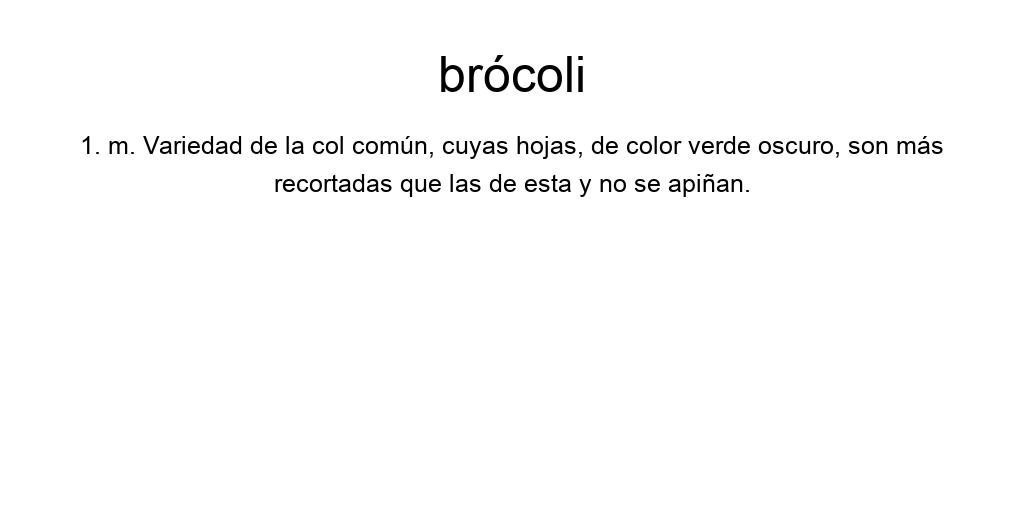 brócoli
1. m. Variedad de la col común, cuyas hojas, de color verde oscuro, son más
recortadas que las de esta y no se apiñan.